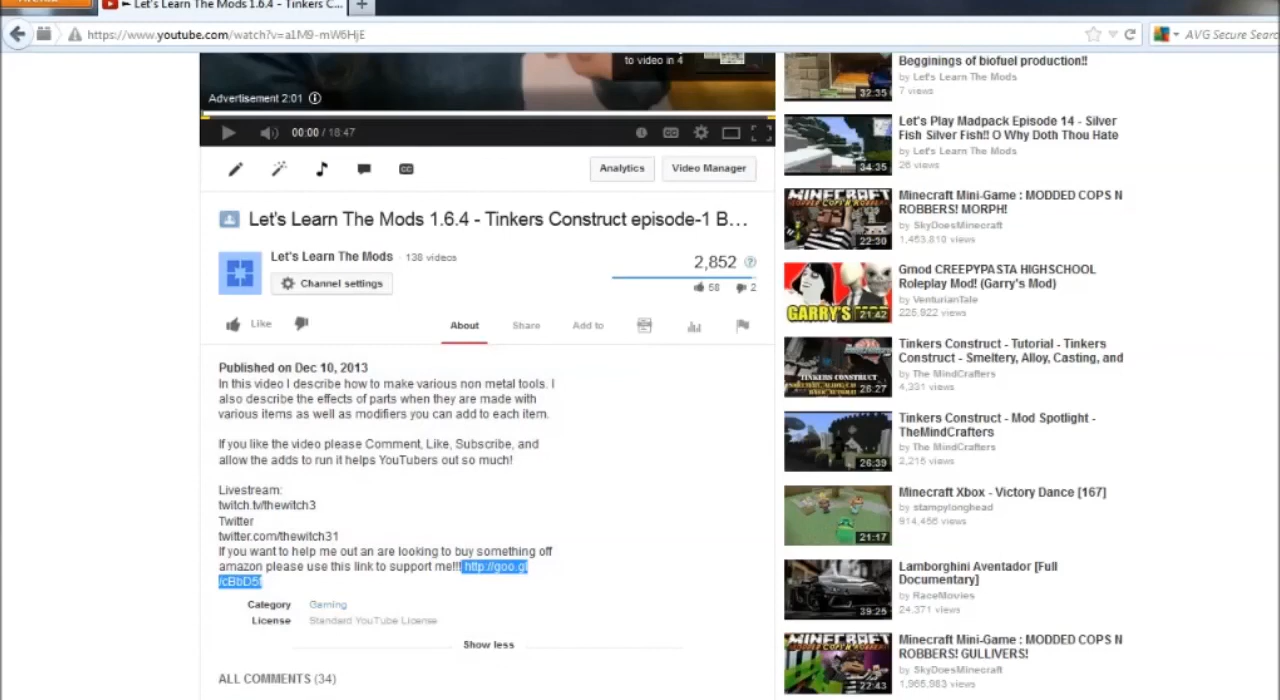 Let's Learn The Mods 1.6.4 - Tinkers C...
https://www.youtube.com/watch?v=a1M9-mW6HjE
AVG Secure Searc
to video in 4
Advertisement 2:01
00:00 / 18:47
Analytics
Video Manager
Let's Learn The Mods 1.6.4 - Tinkers Construct episode-1 B...
Let's Learn The Mods · 138 videos
2,852
Channel settings
58
2
Like
About
Share
Add to
Published on Dec 10, 2013
In this video I describe how to make various non metal tools. I
also describe the effects of parts when they are made with
various items as well as modifiers you can add to each item.
If you like the video please Comment, Like, Subscribe, and
allow the adds to run it helps YouTubers out so much!
Livestream:
twitch.tv/thewitch3
Twitter
twitter.com/thewitch31
If you want to help me out an are looking to buy something off
amazon please use this link to support me!!! http://goo.gl
/cBbD5f
Category Gaming
License Standard YouTube License
Show less
ALL COMMENTS (34)
Begginings of biofuel production!!
by Let's Learn The Mods
7 views
32:35
Let's Play Madpack Episode 14 - Silver
Fish Silver Fish!! O Why Doth Thou Hate
by Let's Learn The Mods
26 views
34:35
Minecraft Mini-Game : MODDED COPS N
ROBBERS! MORPH!
by SkyDoesMinecraft
1,453,810 views
MINECRAFT
22:30
Gmod CREEPYPASTA HIGHSCHOOL
Roleplay Mod! (Garry's Mod)
by VenturianTale
225,922 views
GARRY'S
21:42
Tinkers Construct - Tutorial - Tinkers
Construct - Smeltery, Alloy, Casting, and
by The MindCrafters
4,331 views
TINKERS CONSTRUCT
28:27
Tinkers Construct - Mod Spotlight -
TheMindCrafters
by The MindCrafters
2,215 views
26:39
Minecraft Xbox - Victory Dance [167]
by stampylonghead
914,456 views
21:17
Lamborghini Aventador [Full
Documentary]
by RaceMovies
24,371 views
39:25
Minecraft Mini-Game : MODDED COPS N
ROBBERS! GULLIVERS!
by SkyDoesMinecraft
1,965,983 views
MINECRAFT
22:43